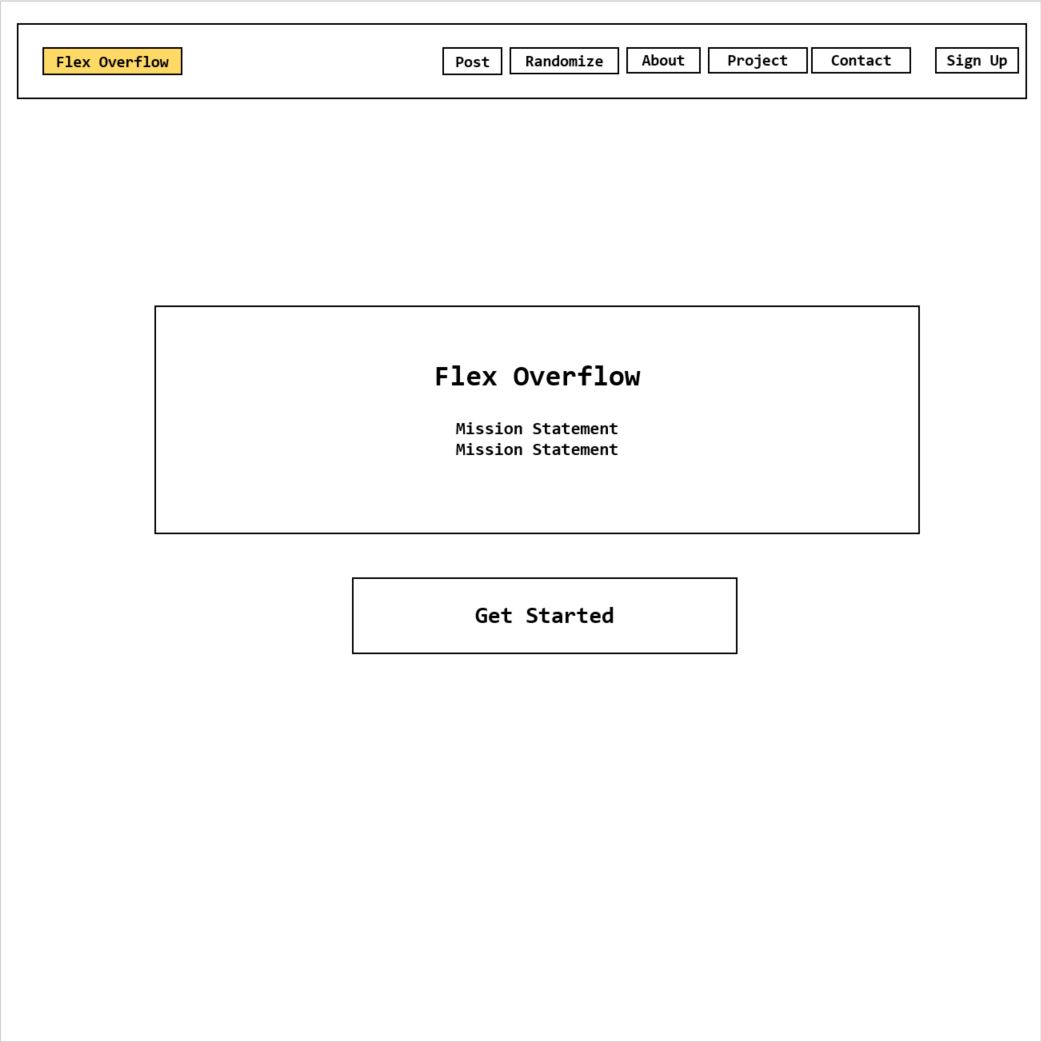 Flex Overflow
Post
Randomize
About
Project
Contact
Sign Up
Flex Overflow
Mission Statement
Mission Statement
Get Started